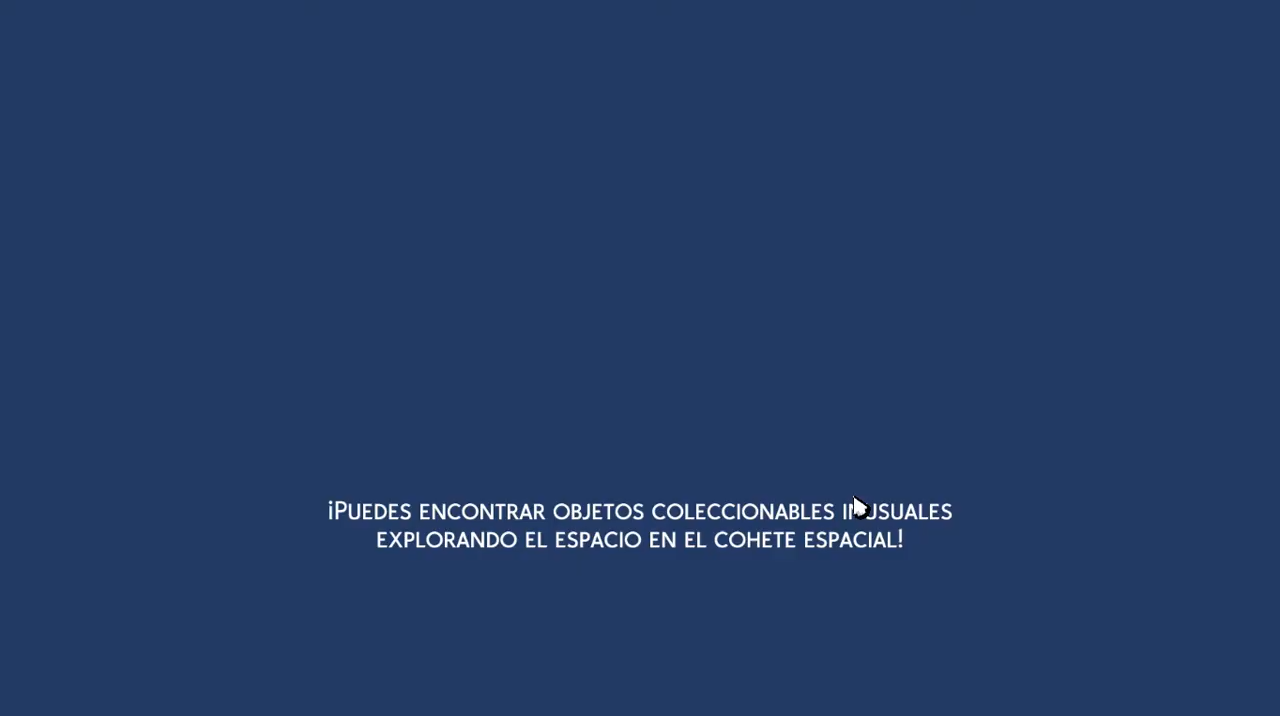 ¡Puedes encontrar objetos coleccionables inusuales
explorando el espacio en el cohete espacial!